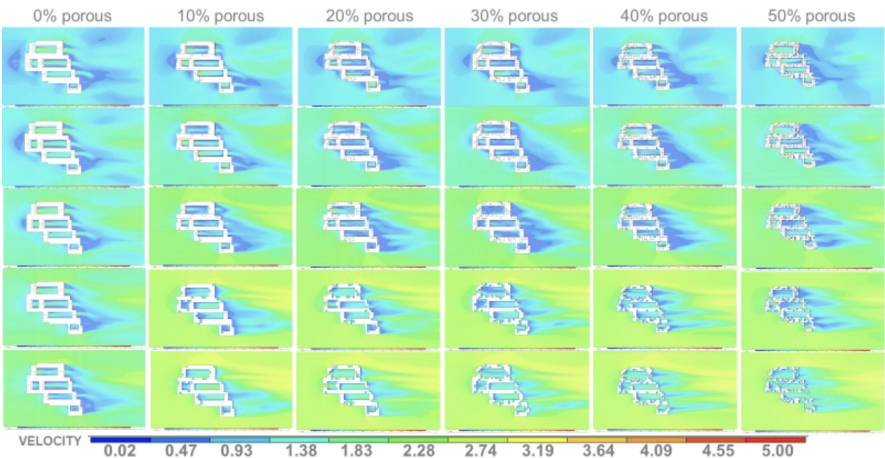 0% porous 10% porous 20% porous 30% porous 40% porous 50% porous
VELOCITY
0.02 0.47 0.93 1.38 1.83 2.28 2.74 3.19 3.64 4.09 4.55 5.00